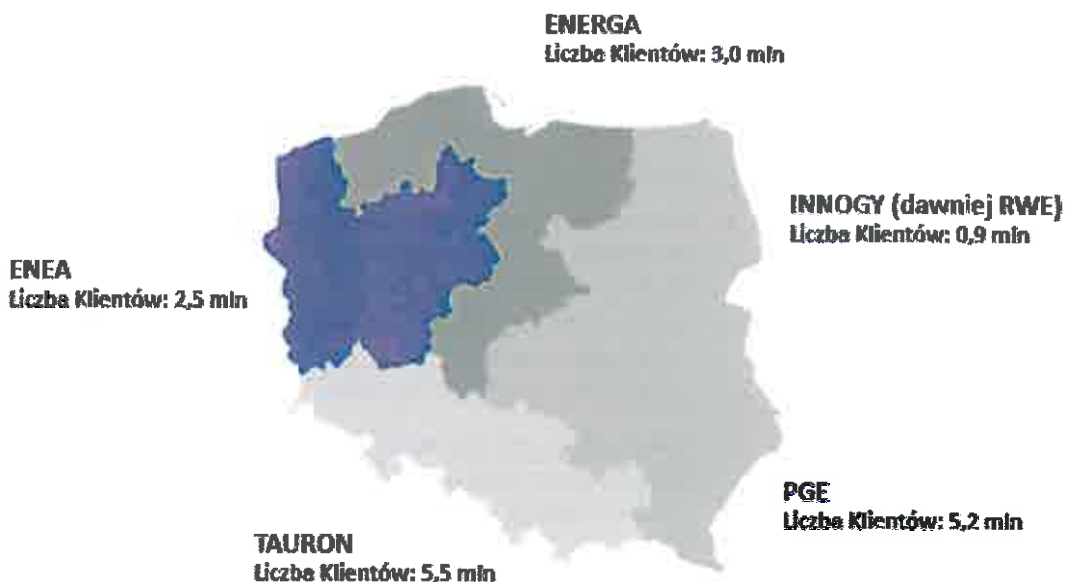 ENERGA
Liczba Klientów: 3,0 mln
INNOGY (dawniej RWE)
Liczba Klientów: 0,9 mln
ENEA
Liczba Klientów: 2,5 mln
PGE
Liczba Klientów: 5,2 mln
TAURON
Liczba Klientów: 5,5 mln